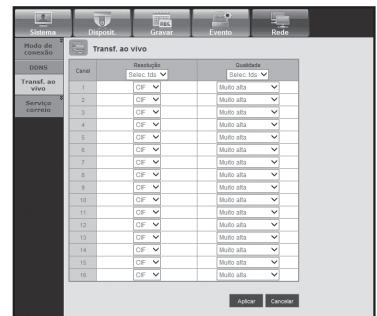 Sistema Disposit. Gravar Evento Rede
Modo de conexão
DDNS
Transf. ao vivo
Serviço correio
Transf. ao vivo
Canal Resolução Qualidade
Selec. tds Selec. tds
1 CIF Muito alta
2 CIF Muito alta
3 CIF Muito alta
4 CIF Muito alta
5 CIF Muito alta
6 CIF Muito alta
7 CIF Muito alta
8 CIF Muito alta
9 CIF Muito alta
10 CIF Muito alta
11 CIF Muito alta
12 CIF Muito alta
13 CIF Muito alta
14 CIF Muito alta
15 CIF Muito alta
16 CIF Muito alta
Aplicar Cancelar